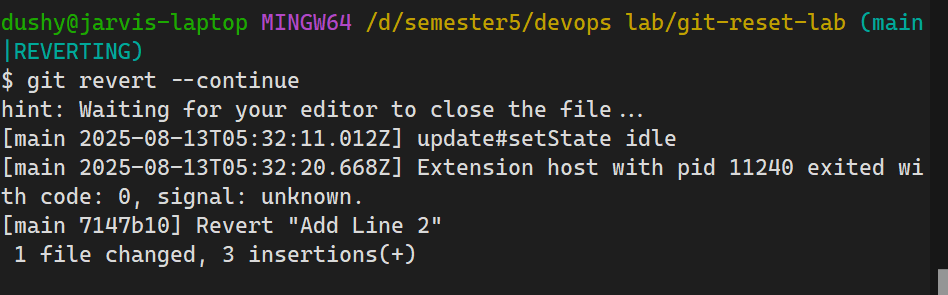 dushy@jarvis-laptop MINGW64 /d/semester5/devops lab/git-reset-lab (main
|REVERTING)
$ git revert --continue
hint: Waiting for your editor to close the file...
[main 2025-08-13T05:32:11.012Z] update#setState idle
[main 2025-08-13T05:32:20.668Z] Extension host with pid 11240 exited wi
th code: 0, signal: unknown.
[main 7147b10] Revert "Add Line 2"
 1 file changed, 3 insertions(+)